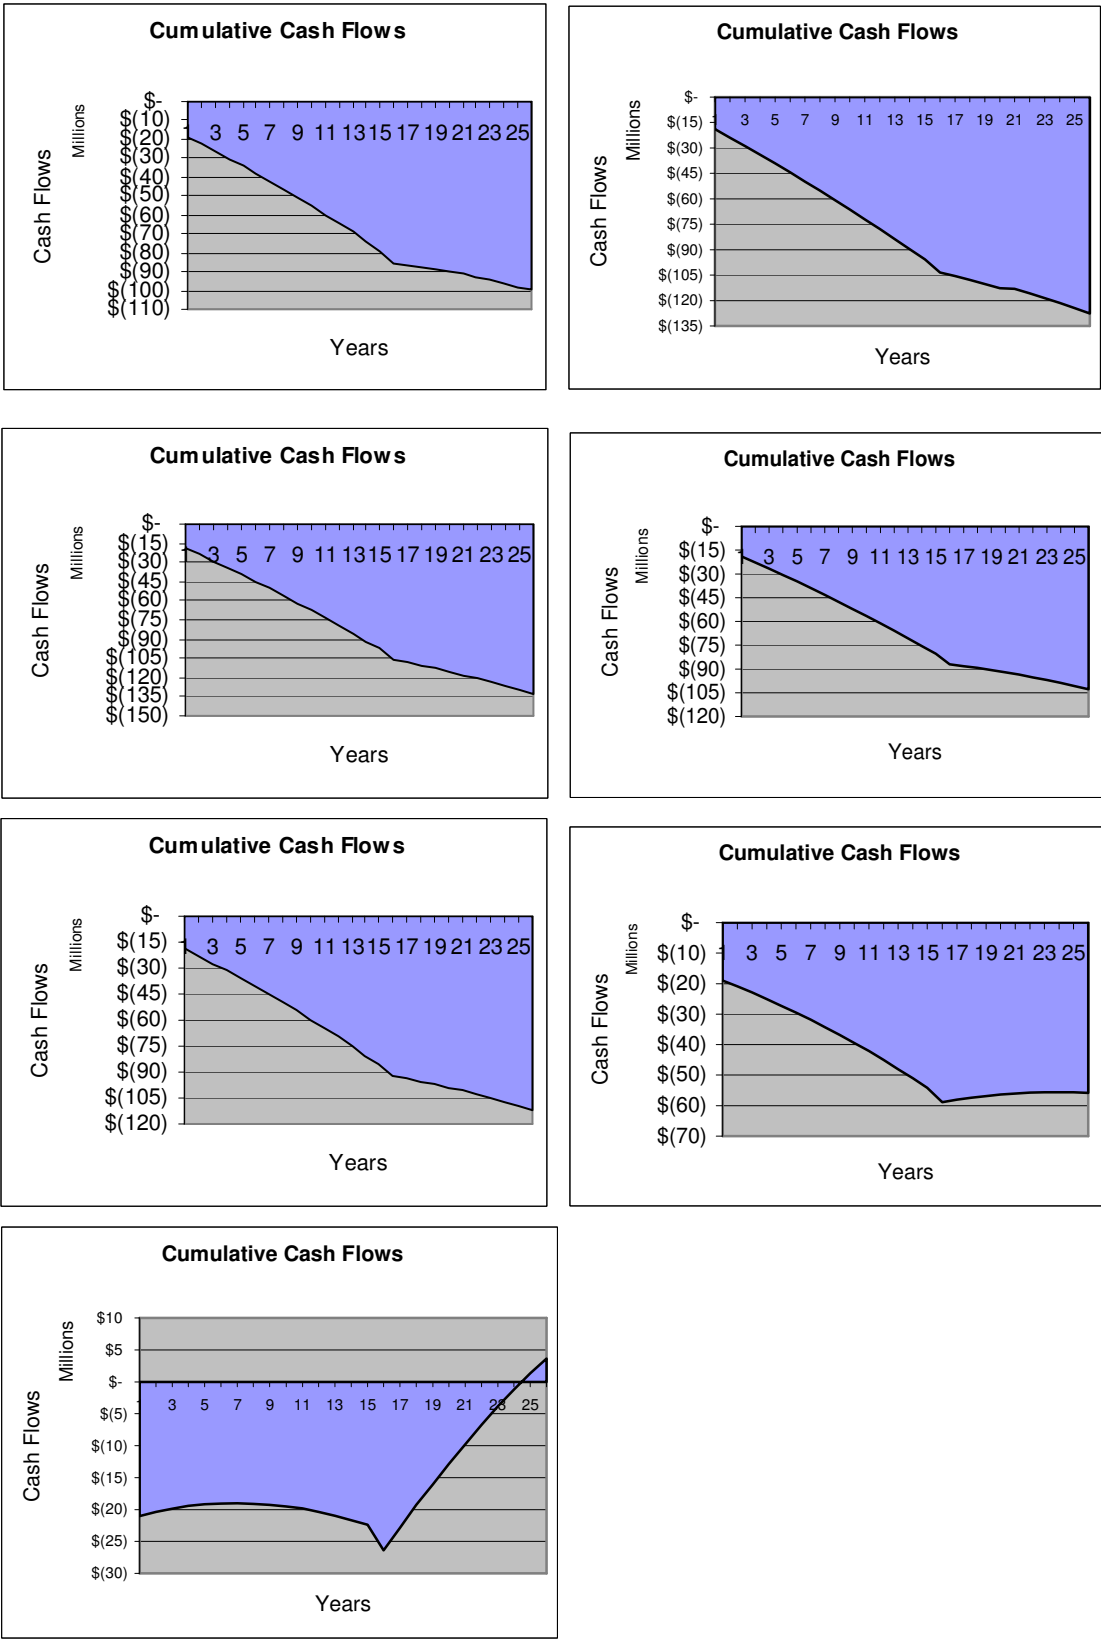 Cumulative Cash Flows
Millions
Cash Flows
$-
$(10)
$(20)
$(30)
$(40)
$(50)
$(60)
$(70)
$(80)
$(90)
$(100)
$(110)
3 5 7 9 11 13 15 17 19 21 23 25
Years
Cumulative Cash Flows
Millions
Cash Flows
$-
$(15)
$(30)
$(45)
$(60)
$(75)
$(90)
$(105)
$(120)
$(135)
1 3 5 7 9 11 13 15 17 19 21 23 25
Years
Cumulative Cash Flows
Millions
Cash Flows
$-
$(15)
$(30)
$(45)
$(60)
$(75)
$(90)
$(105)
$(120)
$(135)
$(150)
3 5 7 9 11 13 15 17 19 21 23 25
Years
Cumulative Cash Flows
Millions
Cash Flows
$-
$(15)
$(30)
$(45)
$(60)
$(75)
$(90)
$(105)
$(120)
1 3 5 7 9 11 13 15 17 19 21 23 25
Years
Cumulative Cash Flows
Millions
Cash Flows
$-
$(15)
$(30)
$(45)
$(60)
$(75)
$(90)
$(105)
$(120)
1 3 5 7 9 11 13 15 17 19 21 23 25
Years
Cumulative Cash Flows
Millions
Cash Flows
$-
$(10)
$(20)
$(30)
$(40)
$(50)
$(60)
$(70)
1 3 5 7 9 11 13 15 17 19 21 23 25
Years
Cumulative Cash Flows
Millions
Cash Flows
$10
$5
$-
$(5)
$(10)
$(15)
$(20)
$(25)
$(30)
3 5 7 9 11 13 15 17 19 21 23 25
Years